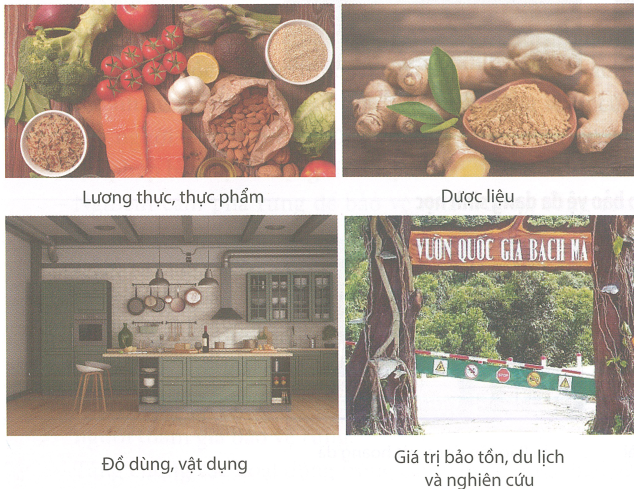 Lương thực, thực phẩm
Dược liệu
VƯỜN QUỐC GIA BẠCH MÃ
STOP
Đồ dùng, vật dụng
Giá trị bảo tồn, du lịch
và nghiên cứu